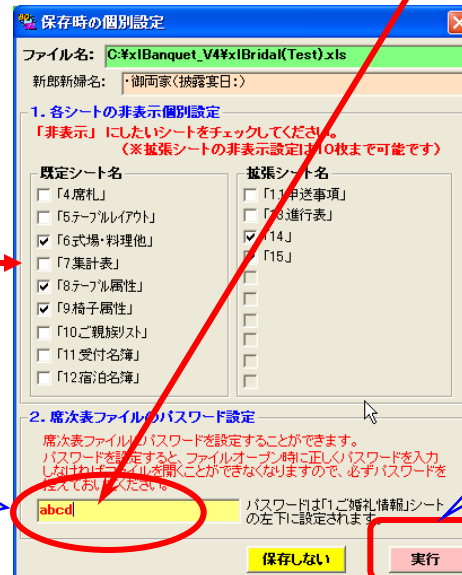 保存時の個別設定
ファイル名: C:¥xlBanquet_V4¥xlBridal(Test).xls
新郎新婦名: ・御両家(披露宴日:)
1. 各シートの非表示個別設定
「非表示」にしたいシートをチェックしてください。
(※拡張シートの非表示設定は10枚まで可能です)
既定シート名
「4.席札」
「5.テーブルレイアウト」
「6.式場・料理他」
「7.集計表」
「8.テーブル属性」
「9.椅子属性」
「10.ご親族リスト」
「11.受付名簿」
「12.宿泊名簿」
拡張シート名
「1.1申送事項」
「13.進行表」
「14.」
「15.」
2. 席次表ファイルのパスワード設定
席次表ファイルにパスワードを設定することができます。
パスワードを設定すると、ファイルオープン時に正しくパスワードを入力
しなければファイルを開くことができなくなりますので、必ずパスワードを
控えておいてください。
abcd
パスワードは「1.ご婚礼情報」シート
の左下に設定されます。
保存しない
実行